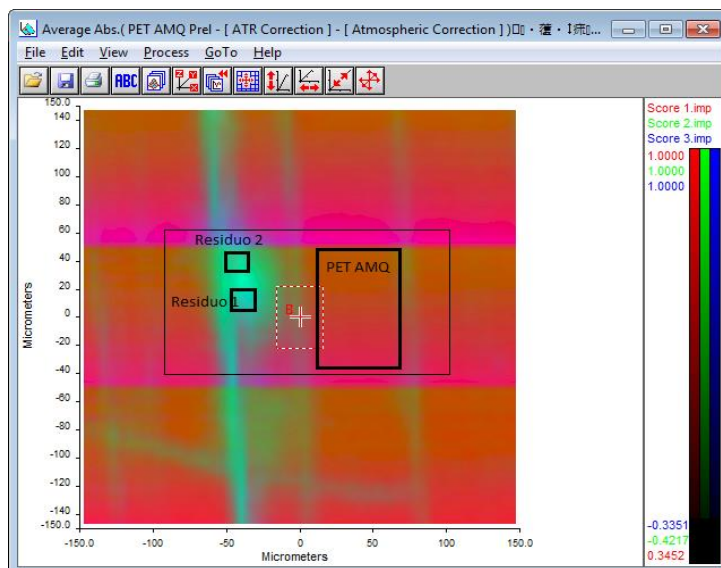 Average Abs.( PET AMQ Prel - [ ATR Correction ] - [ Atmospheric Correction ] )
File Edit View Process GoTo Help
ABC
Z Y X
Score 1.imp
Score 2.imp
Score 3.imp
1.0000
1.0000
1.0000
-0.3351
-0.4217
0.3452
150.0
140
120
100
80
60
40
20
0
-20
-40
-60
-80
-100
-120
-140
-150.0
Micrometers
Residuo 2
PET AMQ
Residuo 1
-150.0 -100 -50 0 50 100 150.0
Micrometers